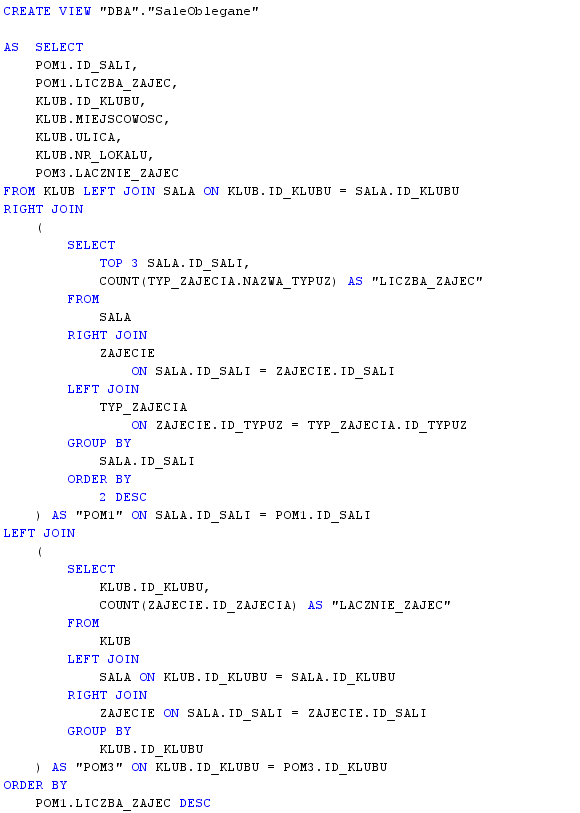 CREATE VIEW "DBA"."SaleOblegane"
AS  SELECT
    POM1.ID_SALI,
    POM1.LICZBA_ZAJEC,
    KLUB.ID_KLUBU,
    KLUB.MIEJSCOWOSC,
    KLUB.ULICA,
    KLUB.NR_LOKALU,
    POM3.LACZNIE_ZAJEC
FROM KLUB LEFT JOIN SALA ON KLUB.ID_KLUBU = SALA.ID_KLUBU
RIGHT JOIN
    (
        SELECT
            TOP 3 SALA.ID_SALI,
            COUNT(TYP_ZAJECIA.NAZWA_TYPUZ) AS "LICZBA_ZAJEC"
        FROM
            SALA
        RIGHT JOIN
            ZAJECIE
                ON SALA.ID_SALI = ZAJECIE.ID_SALI
        LEFT JOIN
            TYP_ZAJECIA
                ON ZAJECIE.ID_TYPUZ = TYP_ZAJECIA.ID_TYPUZ
        GROUP BY
            SALA.ID_SALI
        ORDER BY
            2 DESC
    ) AS "POM1" ON SALA.ID_SALI = POM1.ID_SALI
LEFT JOIN
    (
        SELECT
            KLUB.ID_KLUBU,
            COUNT(ZAJECIE.ID_ZAJECIA) AS "LACZNIE_ZAJEC"
        FROM
            KLUB
        LEFT JOIN
            SALA ON KLUB.ID_KLUBU = SALA.ID_KLUBU
        RIGHT JOIN
            ZAJECIE ON SALA.ID_SALI = ZAJECIE.ID_SALI
        GROUP BY
            KLUB.ID_KLUBU
    ) AS "POM3" ON KLUB.ID_KLUBU = POM3.ID_KLUBU
ORDER BY
    POM1.LICZBA_ZAJEC DESC